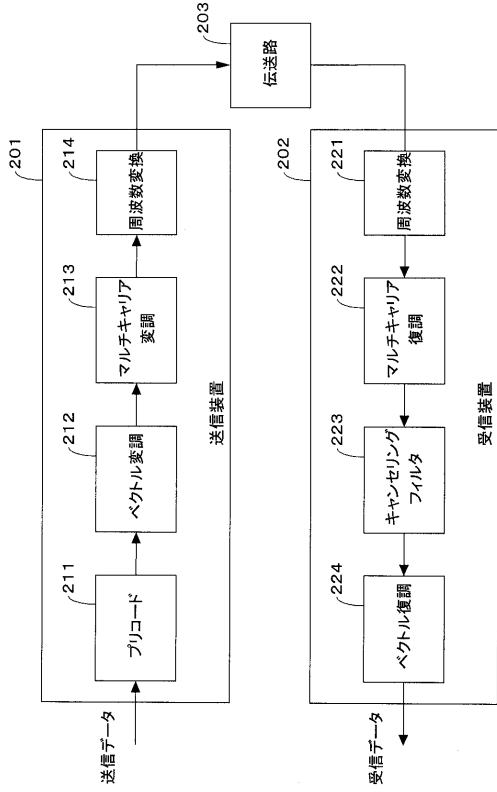 201
送信データ
211
プリコード
212
ベクトル変調
213
マルチキャリア
変調
214
周波数変換
送信装置
203
伝送路
202
221
周波数変換
222
マルチキャリア
復調
223
キャンセリング
フィルタ
224
ベクトル復調
受信データ
受信装置